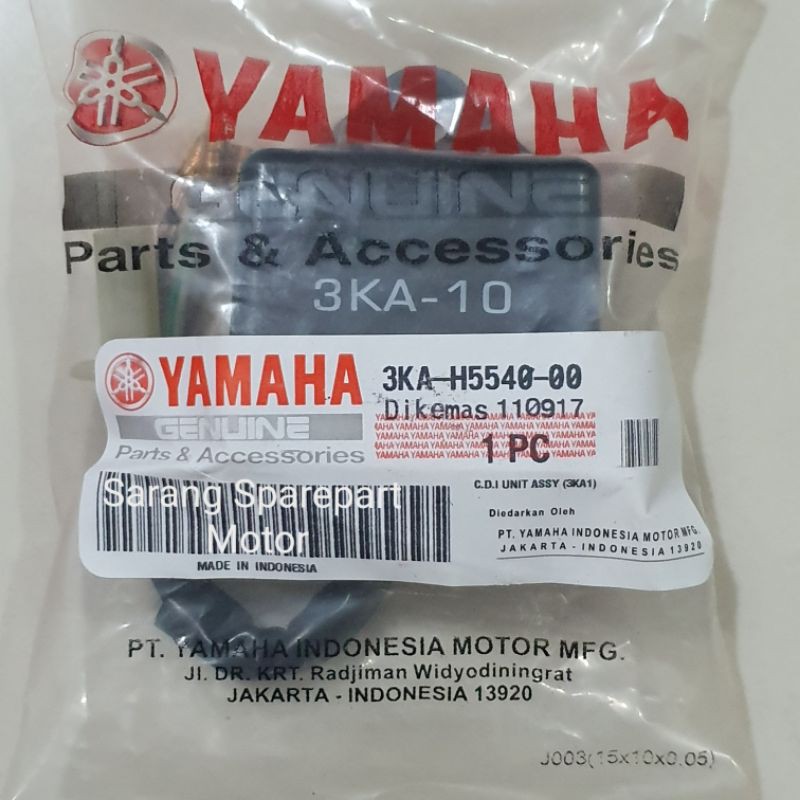 YAMAHA
GENUINE
Parts & Accessories
3KA-10
YAMAHA
GENUINE
Parts & Accessories
3KA-H5540-00
Dikemas 110917
1 PC
C.D.I UNIT ASSY (3KA1)
Diedarkan Oleh
PT. YAMAHA INDONESIA MOTOR MFG.
JAKARTA - INDONESIA 13920
Sarang Sparepart
Motor
MADE IN INDONESIA
PT. YAMAHA INDONESIA MOTOR MFG.
Jl. DR. KRT. Radjiman Widyodiningrat
JAKARTA - INDONESIA 13920
J003(15x10x0.05)